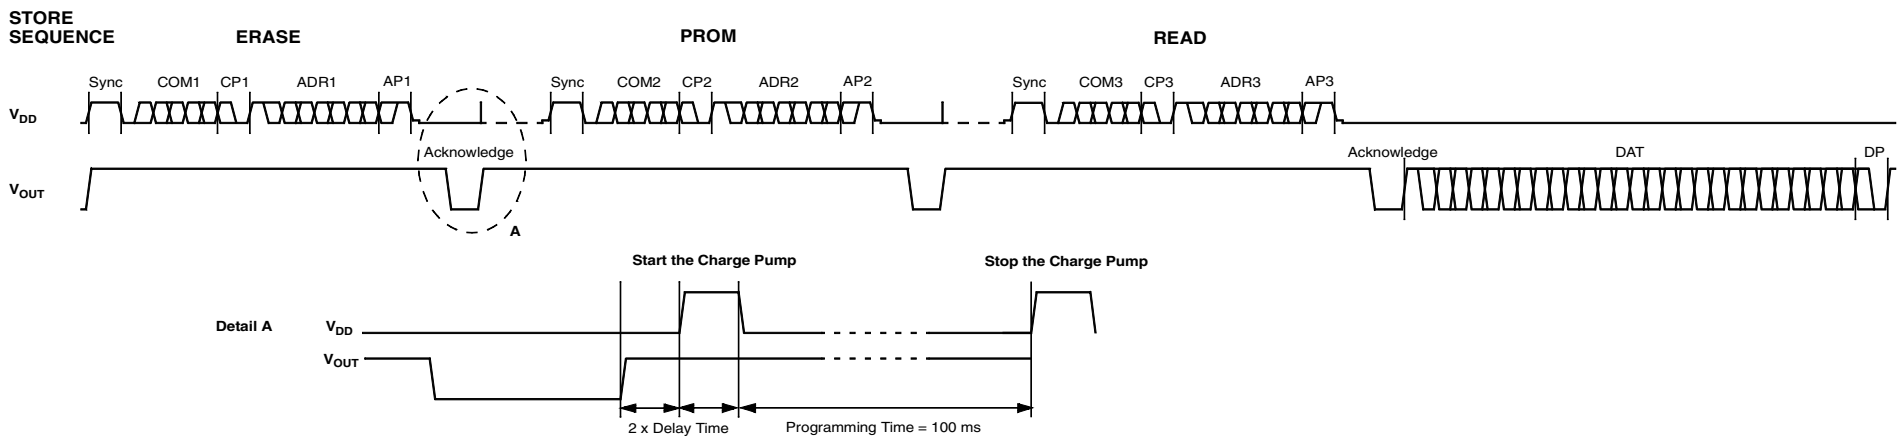 STORE
SEQUENCE
ERASE
PROM
READ
Sync COM1 CP1 ADR1 AP1 Sync COM2 CP2 ADR2 AP2 Sync COM3 CP3 ADR3 AP3
VDD
Acknowledge
Acknowledge DAT DP
VOUT
A
Start the Charge Pump
Stop the Charge Pump
Detail A
VDD
VOUT
2 x Delay Time
Programming Time = 100 ms